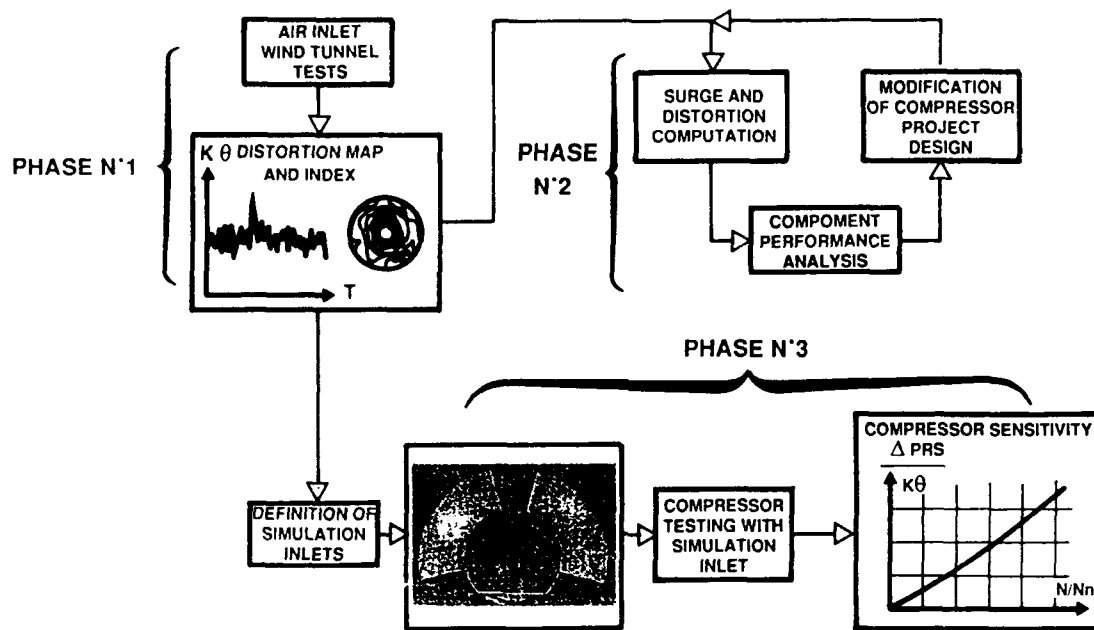 AIR INLET
WIND TUNNEL
TESTS
PHASE N°1
K θ DISTORTION MAP
AND INDEX
T
PHASE
N°2
SURGE AND
DISTORTION
COMPUTATION
MODIFICATION
OF COMPRESSOR
PROJECT
DESIGN
COMPOMENT
PERFORMANCE
ANALYSIS
PHASE N°3
DEFINITION OF
SIMULATION
INLETS
COMPRESSOR
TESTING WITH
SIMULATION
INLET
COMPRESSOR SENSITIVITY
Δ PRS
Kθ
N/Nn